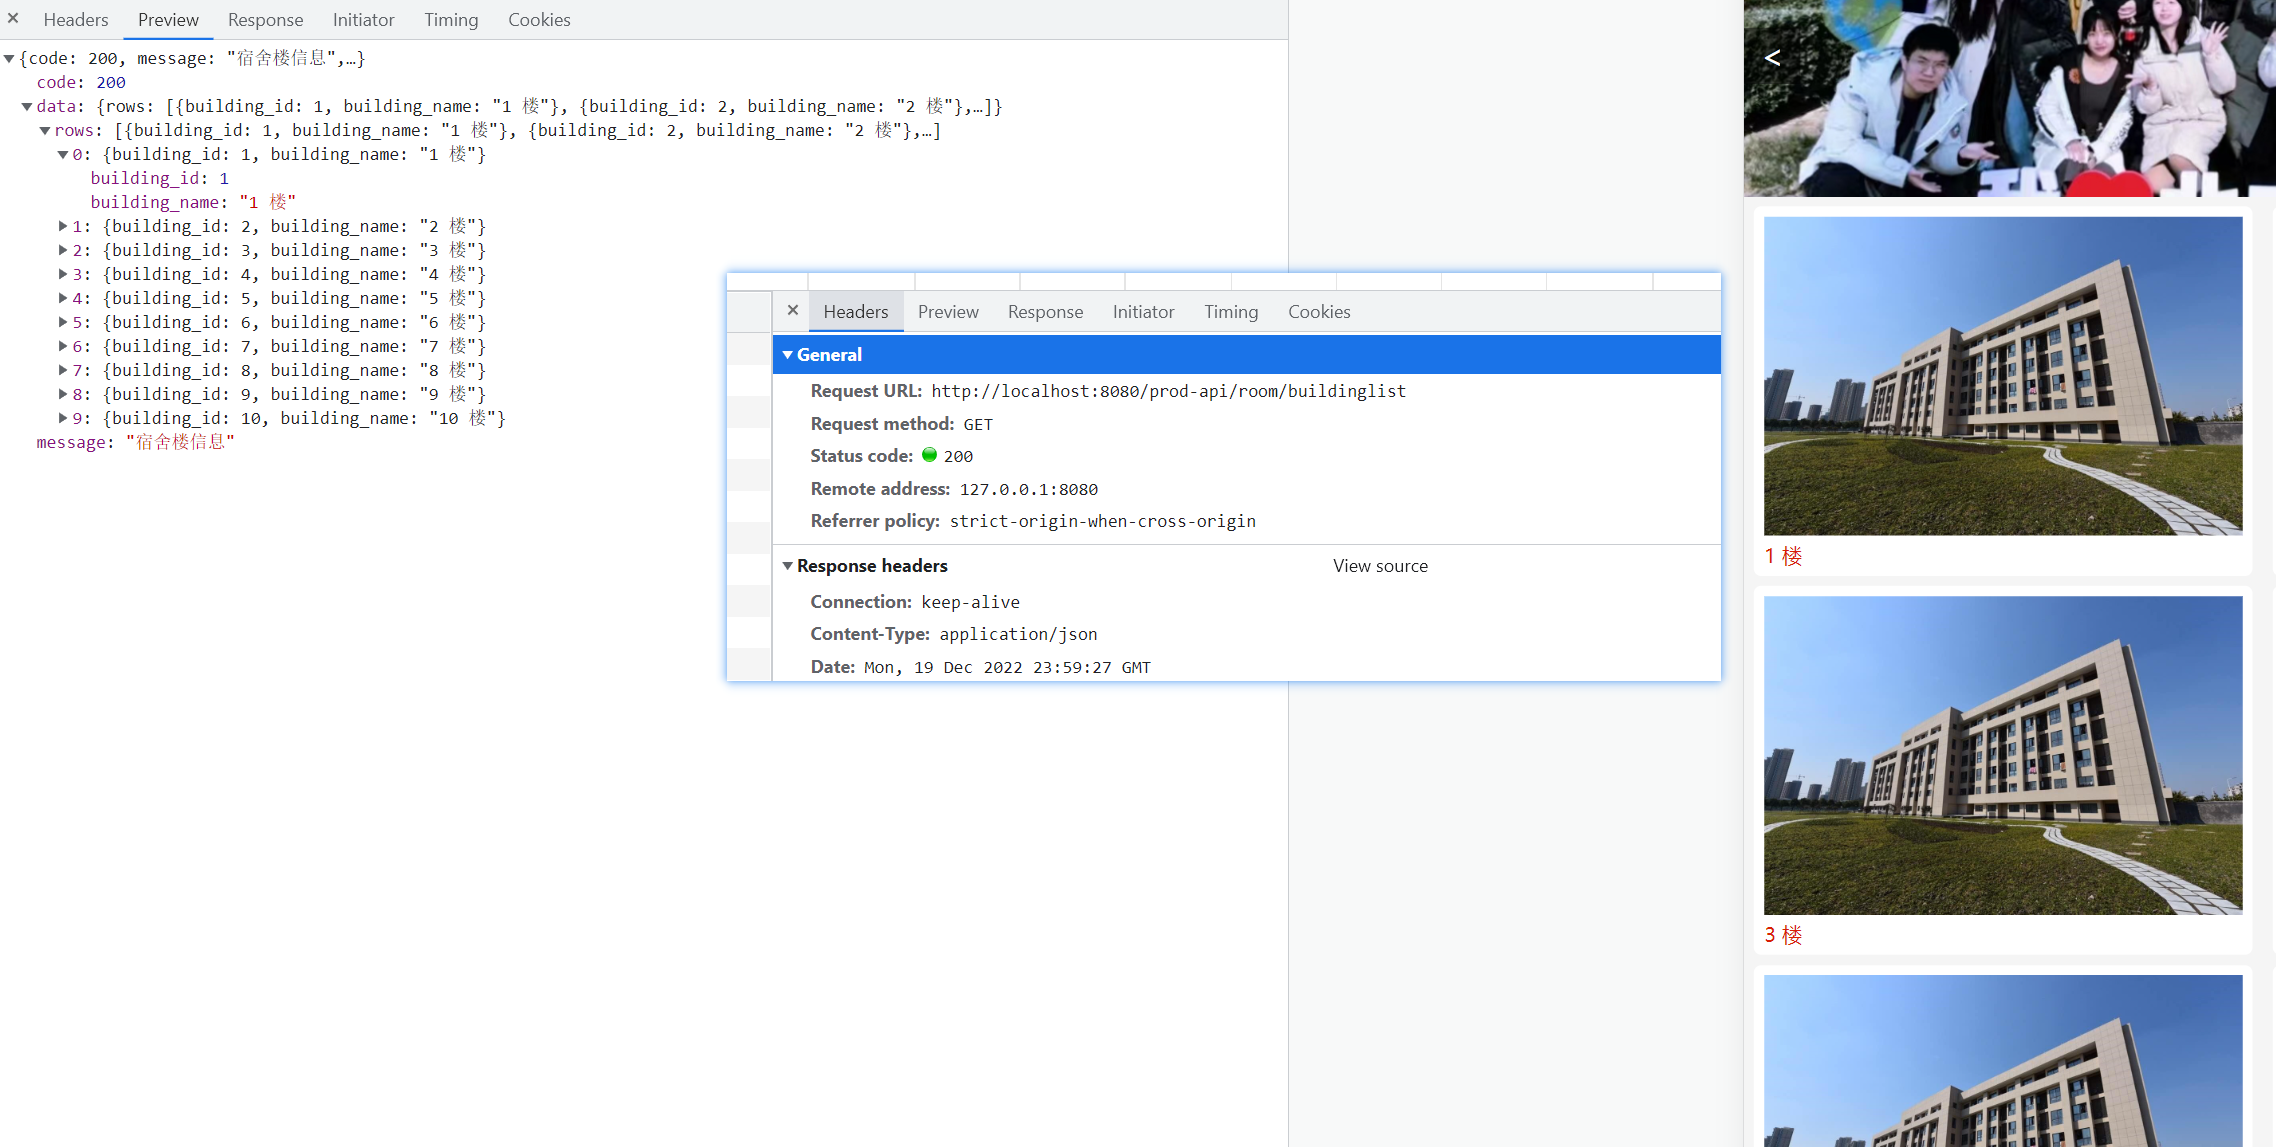 × Headers Preview Response Initiator Timing Cookies
▼{code: 200, message: "宿舍楼信息",…}
code: 200
▼data: {rows: [{building_id: 1, building_name: "1 楼"}, {building_id: 2, building_name: "2 楼"},…]}
▼rows: [{building_id: 1, building_name: "1 楼"}, {building_id: 2, building_name: "2 楼"},…]
▼0: {building_id: 1, building_name: "1 楼"}
building_id: 1
building_name: "1 楼"
▶1: {building_id: 2, building_name: "2 楼"}
▶2: {building_id: 3, building_name: "3 楼"}
▶3: {building_id: 4, building_name: "4 楼"}
▶4: {building_id: 5, building_name: "5 楼"}
▶5: {building_id: 6, building_name: "6 楼"}
▶6: {building_id: 7, building_name: "7 楼"}
▶7: {building_id: 8, building_name: "8 楼"}
▶8: {building_id: 9, building_name: "9 楼"}
▶9: {building_id: 10, building_name: "10 楼"}
message: "宿舍楼信息"
× Headers Preview Response Initiator Timing Cookies
▼General
Request URL: http://localhost:8080/prod-api/room/buildinglist
Request method: GET
Status code: 200
Remote address: 127.0.0.1:8080
Referrer policy: strict-origin-when-cross-origin
▼Response headers View source
Connection: keep-alive
Content-Type: application/json
Date: Mon, 19 Dec 2022 23:59:27 GMT
<
1 楼
3 楼